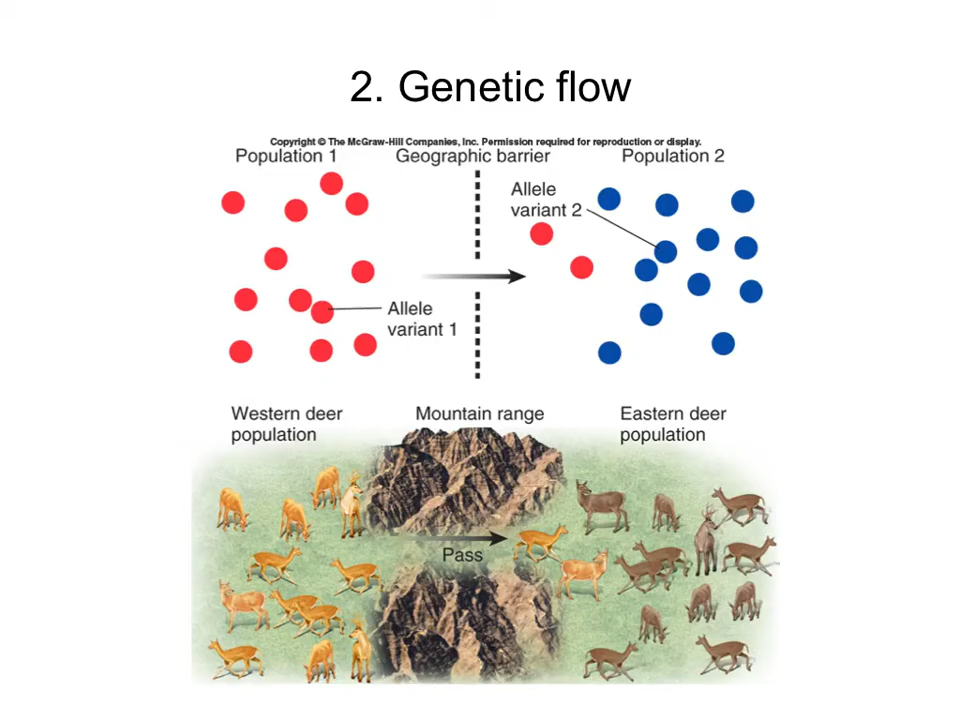 2. Genetic flow
Copyright © The McGraw-Hill Companies, Inc. Permission required for reproduction or display.
Population 1
Geographic barrier
Population 2
Allele
variant 2
Allele
variant 1
Western deer
population
Mountain range
Eastern deer
population
Pass